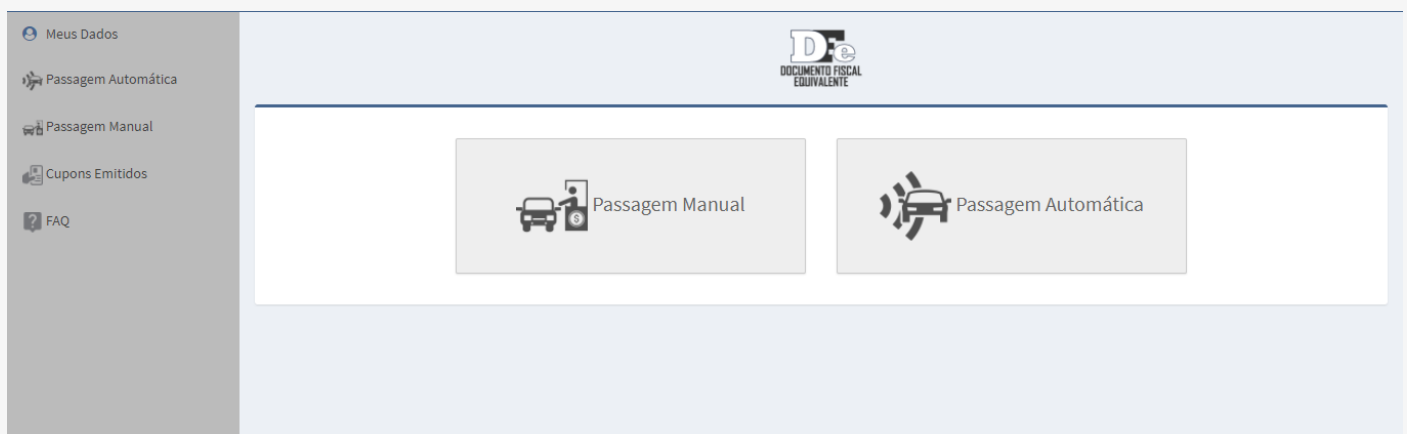 Meus Dados
Passagem Automática
Passagem Manual
Cupons Emitidos
FAQ
DFe
DOCUMENTO FISCAL
EQUIVALENTE
Passagem Manual
Passagem Automática